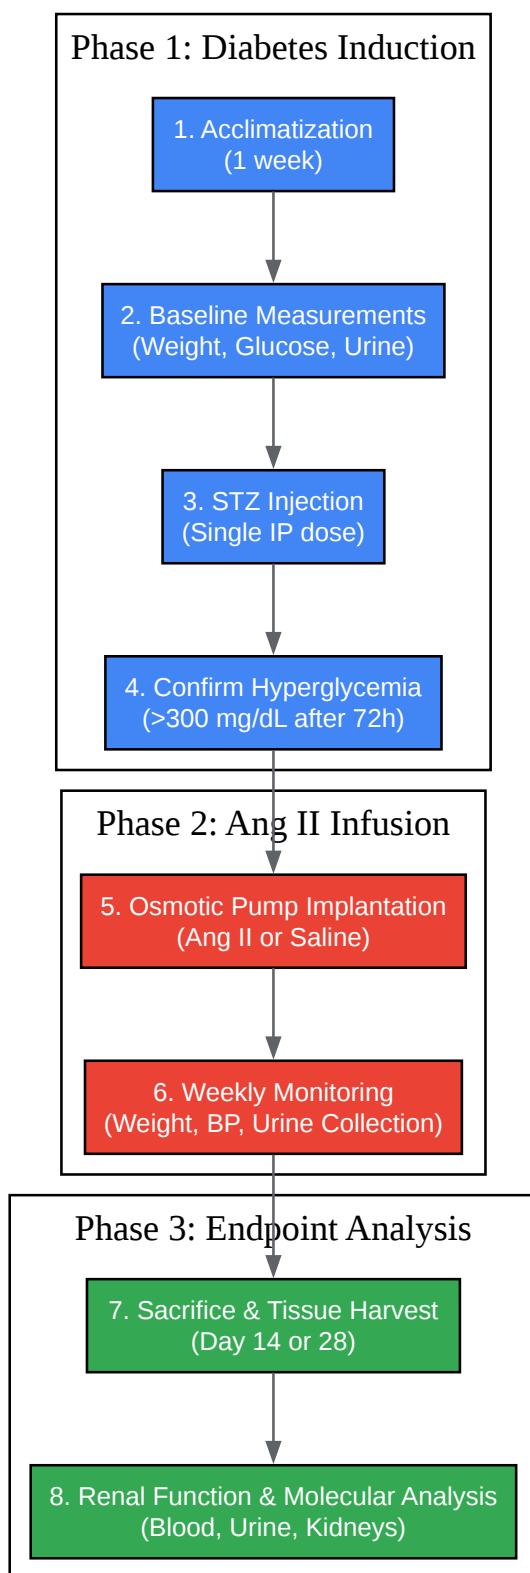 Phase 1: Diabetes Induction
1. Acclimatization
(1 week)
2. Baseline Measurements
(Weight, Glucose, Urine)
3. STZ Injection
(Single IP dose)
4. Confirm Hyperglycemia
(>300 mg/dL after 72h)
Phase 2: Ang II Infusion
5. Osmotic Pump Implantation
(Ang II or Saline)
6. Weekly Monitoring
(Weight, BP, Urine Collection)
Phase 3: Endpoint Analysis
7. Sacrifice & Tissue Harvest
(Day 14 or 28)
8. Renal Function & Molecular Analysis
(Blood, Urine, Kidneys)